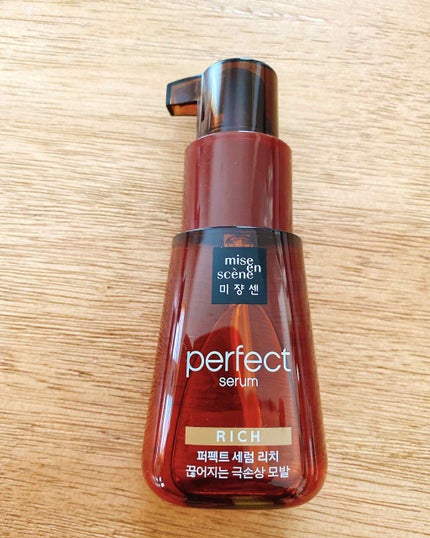 mise
en
scène
미쟝센
perfect
serum
RICH
퍼펙트 세럼 리치
끊어지는 극손상 모발